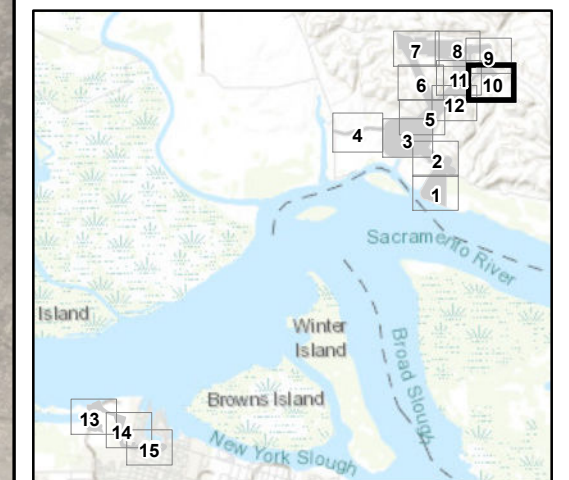 7 8 9
6 11 10
12
5
4 3
2
1
Sacramento River
Island
Winter
Island
Broad Slough
Browns Island
13
14
15
New York Slough